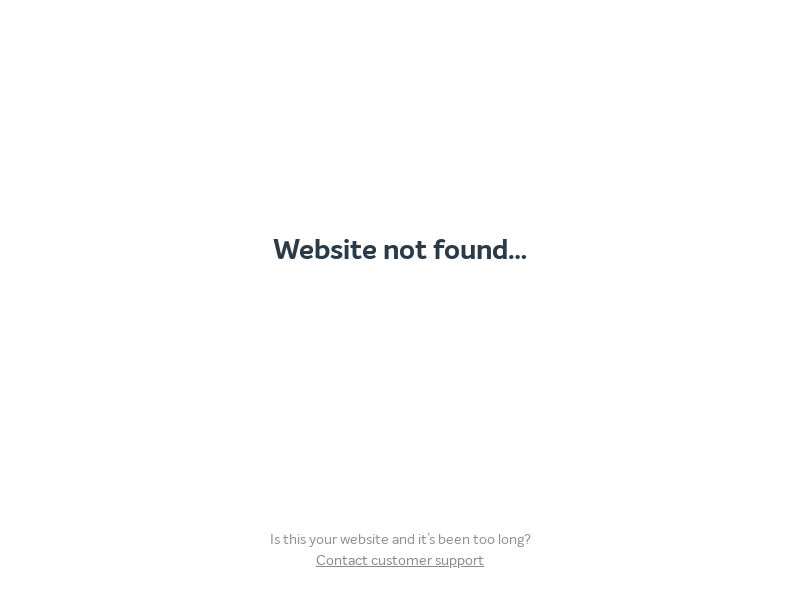 Website not found...
Is this your website and it's been too long?
Contact customer support